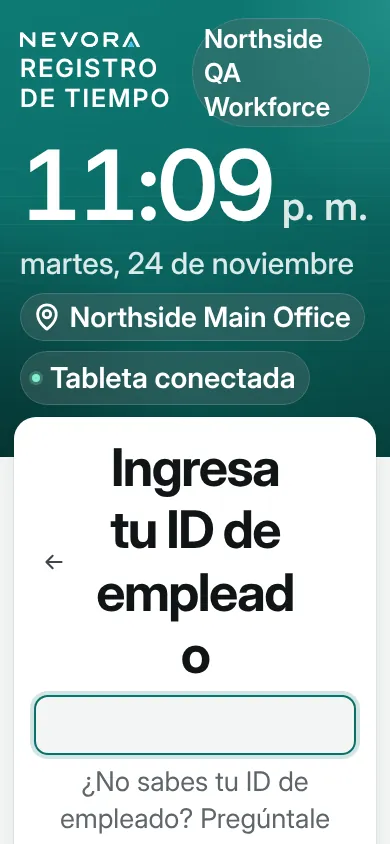 NEVORA
REGISTRO
DE TIEMPO
Northside
QA
Workforce
11:09 p. m.
martes, 24 de noviembre
Northside Main Office
Tableta conectada
Ingresa
tu ID de
emplead
o
¿No sabes tu ID de
empleado? Pregúntale